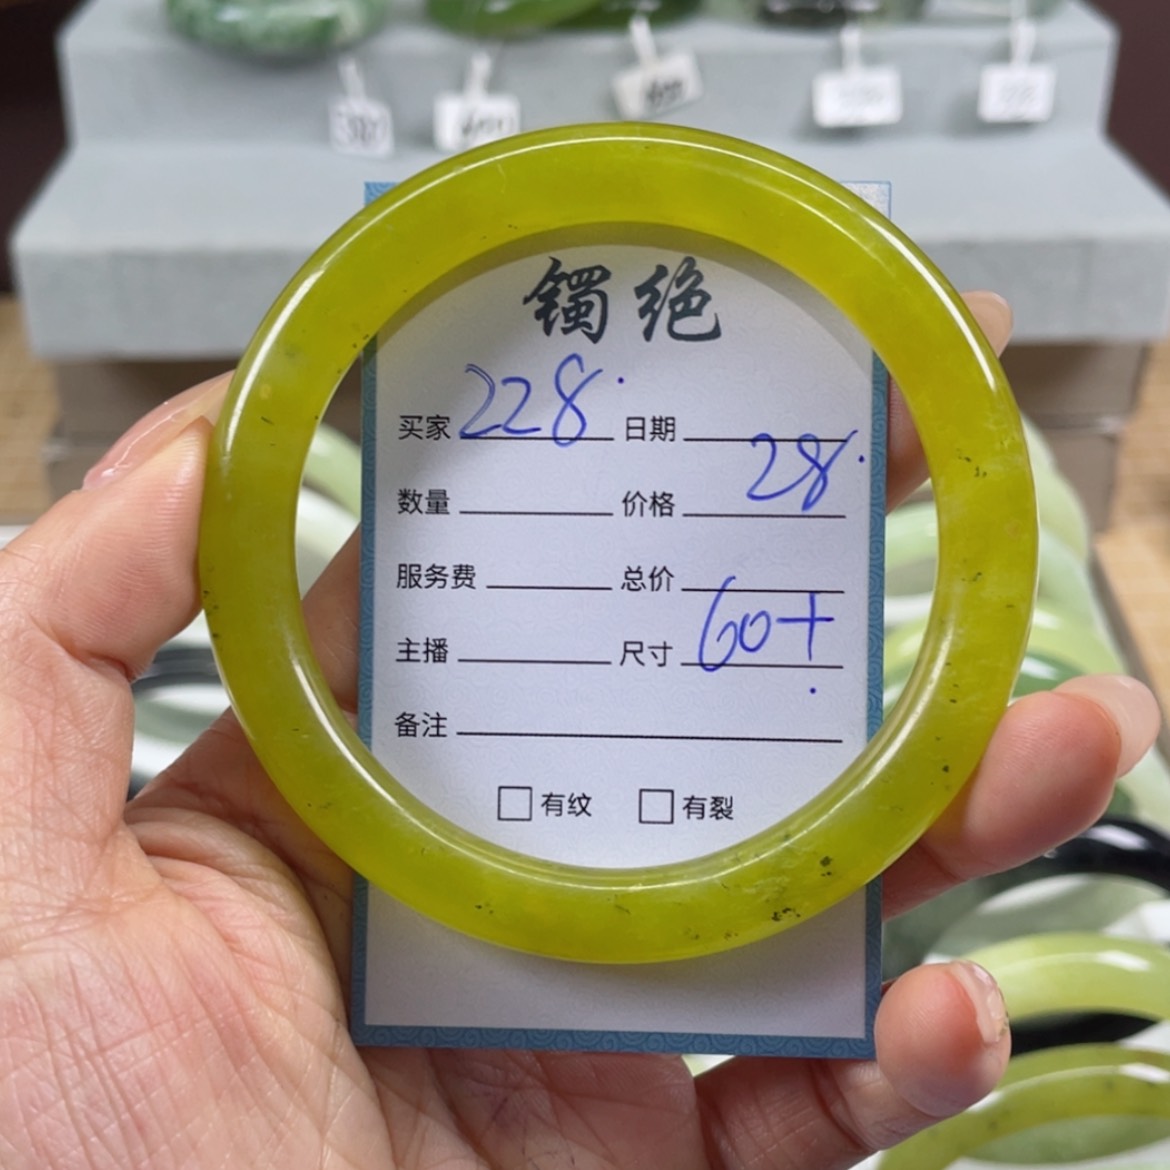 镯绝
买家 228. 日期
数量 价格 28.
服务费 总价
主播 尺寸 60+
备注
有纹 有裂